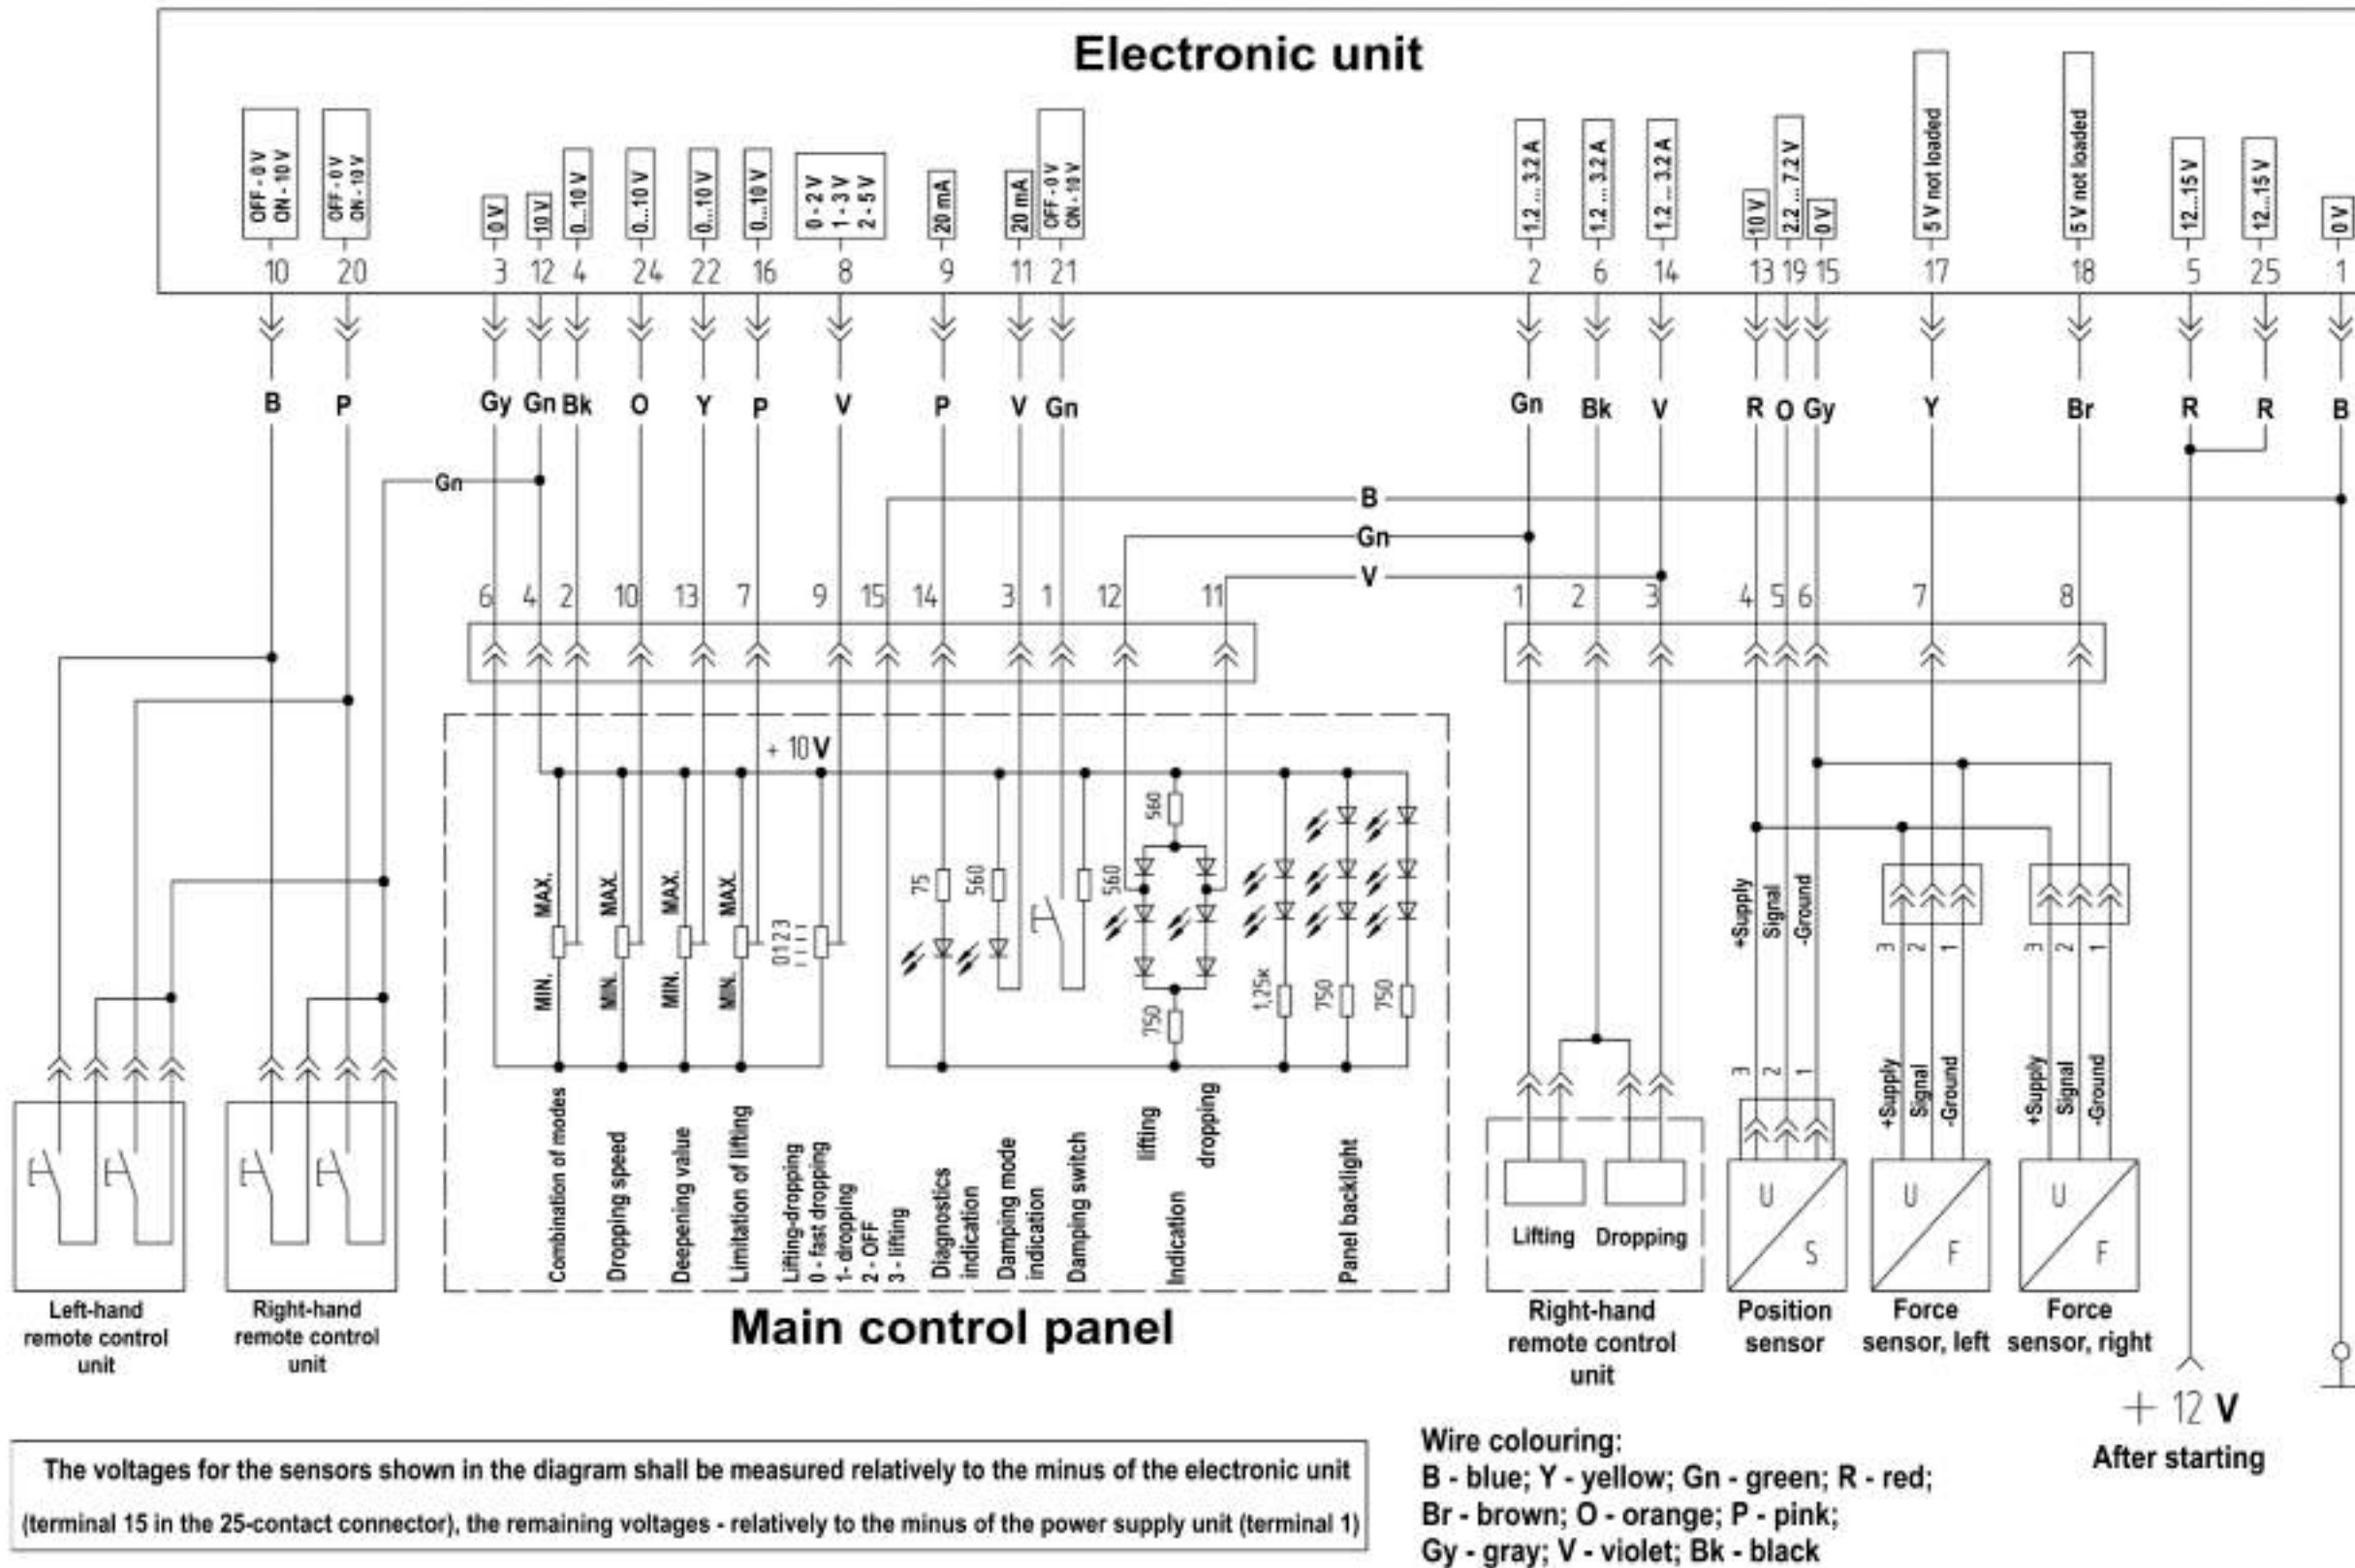 Electronic unit
OFF - 0 V
ON - 10 V
OFF - 0 V
ON - 10 V
0 V
10 V
0...10 V
0...10 V
0...10 V
0...10 V
0 - 2 V
1 - 3 V
2 - 5 V
20 mA
20 mA
OFF - 0 V
ON - 10 V
1.2 ... 3.2 A
1.2 ... 3.2 A
1.2 ... 3.2 A
10 V
2.2 ... 7.2 V
0 V
5 V not loaded
5 V not loaded
12...15 V
12...15 V
0 V
10 20 3 12 4 24 22 16 8 9 11 21 2 6 14 13 19 15 17 18 5 25 1
B P Gy Gn Bk O Y P V P V Gn Gn Bk V R O Gy Y Br R R B
Gn
B
Gn
V
6 4 2 10 13 7 9 15 14 3 1 12 11 1 2 3 4 5 6 7 8
+ 10 V
MAX. MAX. MAX. MAX.
MIN. MIN. MIN. MIN.
0 1 2 3
75
560
560
560
750
1,25к
750
750
+Supply
Signal
-Ground
3 2 1
3 2 1
3 2 1
+Supply
Signal
-Ground
+Supply
Signal
-Ground
Combination of modes
Dropping speed
Deepening value
Limitation of lifting
Lifting-dropping
0 - fast dropping
1- dropping
2 - OFF
3 - lifting
Diagnostics
indication
Damping mode
indication
Damping switch
Indication
lifting
dropping
Panel backlight
Main control panel
Left-hand
remote control
unit
Right-hand
remote control
unit
Lifting Dropping
Right-hand
remote control
unit
U
S
Position
sensor
U
F
Force
sensor, left
U
F
Force
sensor, right
+ 12 V
After starting
The voltages for the sensors shown in the diagram shall be measured relatively to the minus of the electronic unit
(terminal 15 in the 25-contact connector), the remaining voltages - relatively to the minus of the power supply unit (terminal 1)
Wire colouring:
B - blue; Y - yellow; Gn - green; R - red;
Br - brown; O - orange; P - pink;
Gy - gray; V - violet; Bk - black